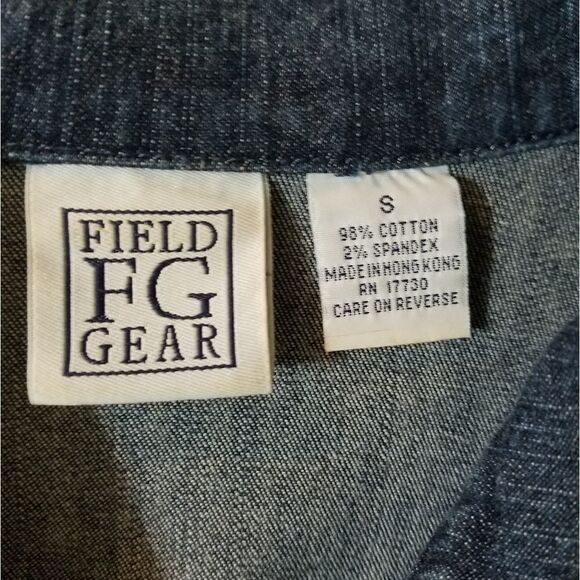 FIELD
FG
GEAR
S
98% COTTON
2% SPANDEX
MADE IN HONG KONG
RN 17730
CARE ON REVERSE